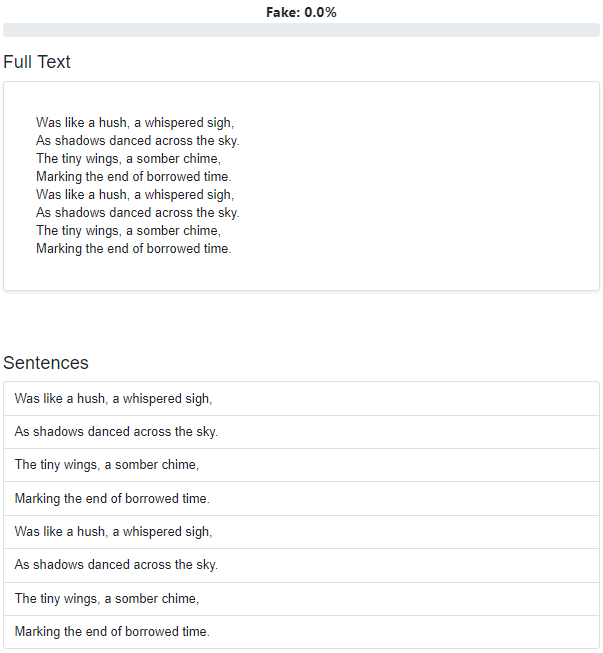 Fake: 0.0%
Full Text
Was like a hush, a whispered sigh,
As shadows danced across the sky.
The tiny wings, a somber chime,
Marking the end of borrowed time.
Was like a hush, a whispered sigh,
As shadows danced across the sky.
The tiny wings, a somber chime,
Marking the end of borrowed time.
Sentences
Was like a hush, a whispered sigh,
As shadows danced across the sky.
The tiny wings, a somber chime,
Marking the end of borrowed time.
Was like a hush, a whispered sigh,
As shadows danced across the sky.
The tiny wings, a somber chime,
Marking the end of borrowed time.